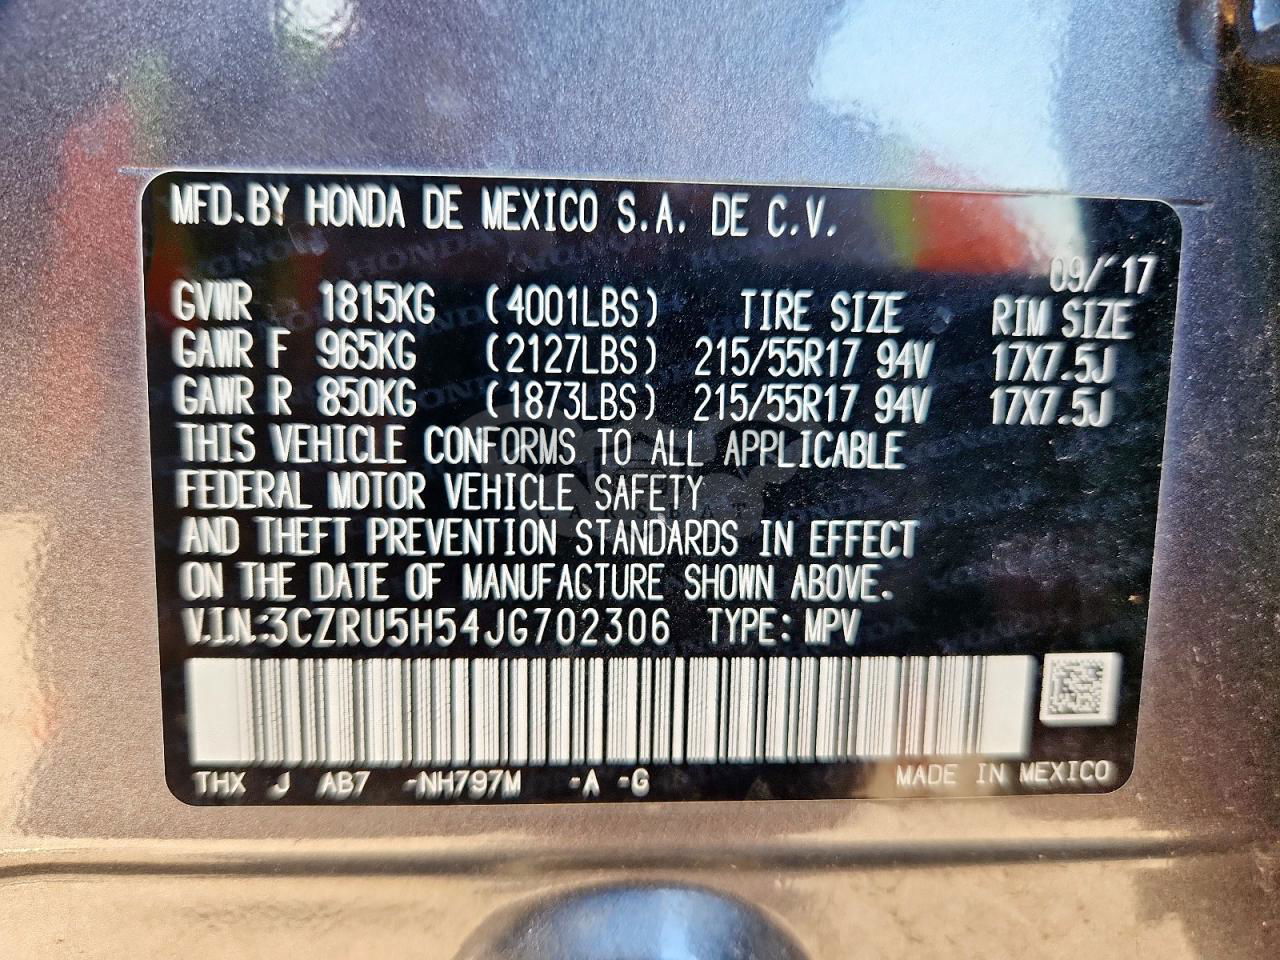 MFD.BY HONDA DE MEXICO S.A. DE C.V.
09/'17
GVWR 1815KG (4001LBS) TIRE SIZE RIM SIZE
GAWR F 965KG (2127LBS) 215/55R17 94V 17X7.5J
GAWR R 850KG (1873LBS) 215/55R17 94V 17X7.5J
THIS VEHICLE CONFORMS TO ALL APPLICABLE
FEDERAL MOTOR VEHICLE SAFETY
AND THEFT PREVENTION STANDARDS IN EFFECT
ON THE DATE OF MANUFACTURE SHOWN ABOVE.
V.I.N.:3CZRU5H54JG702306 TYPE: MPV
THX J AB7 -NH797M -A -G MADE IN MEXICO